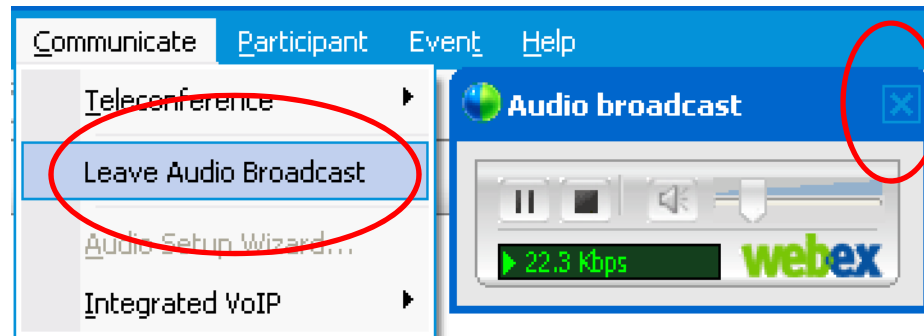 Communicate Participant Event Help
Teleconference
Leave Audio Broadcast
Audio Setup Wizard...
Integrated VoIP
Audio broadcast
22.3 Kbps
webex